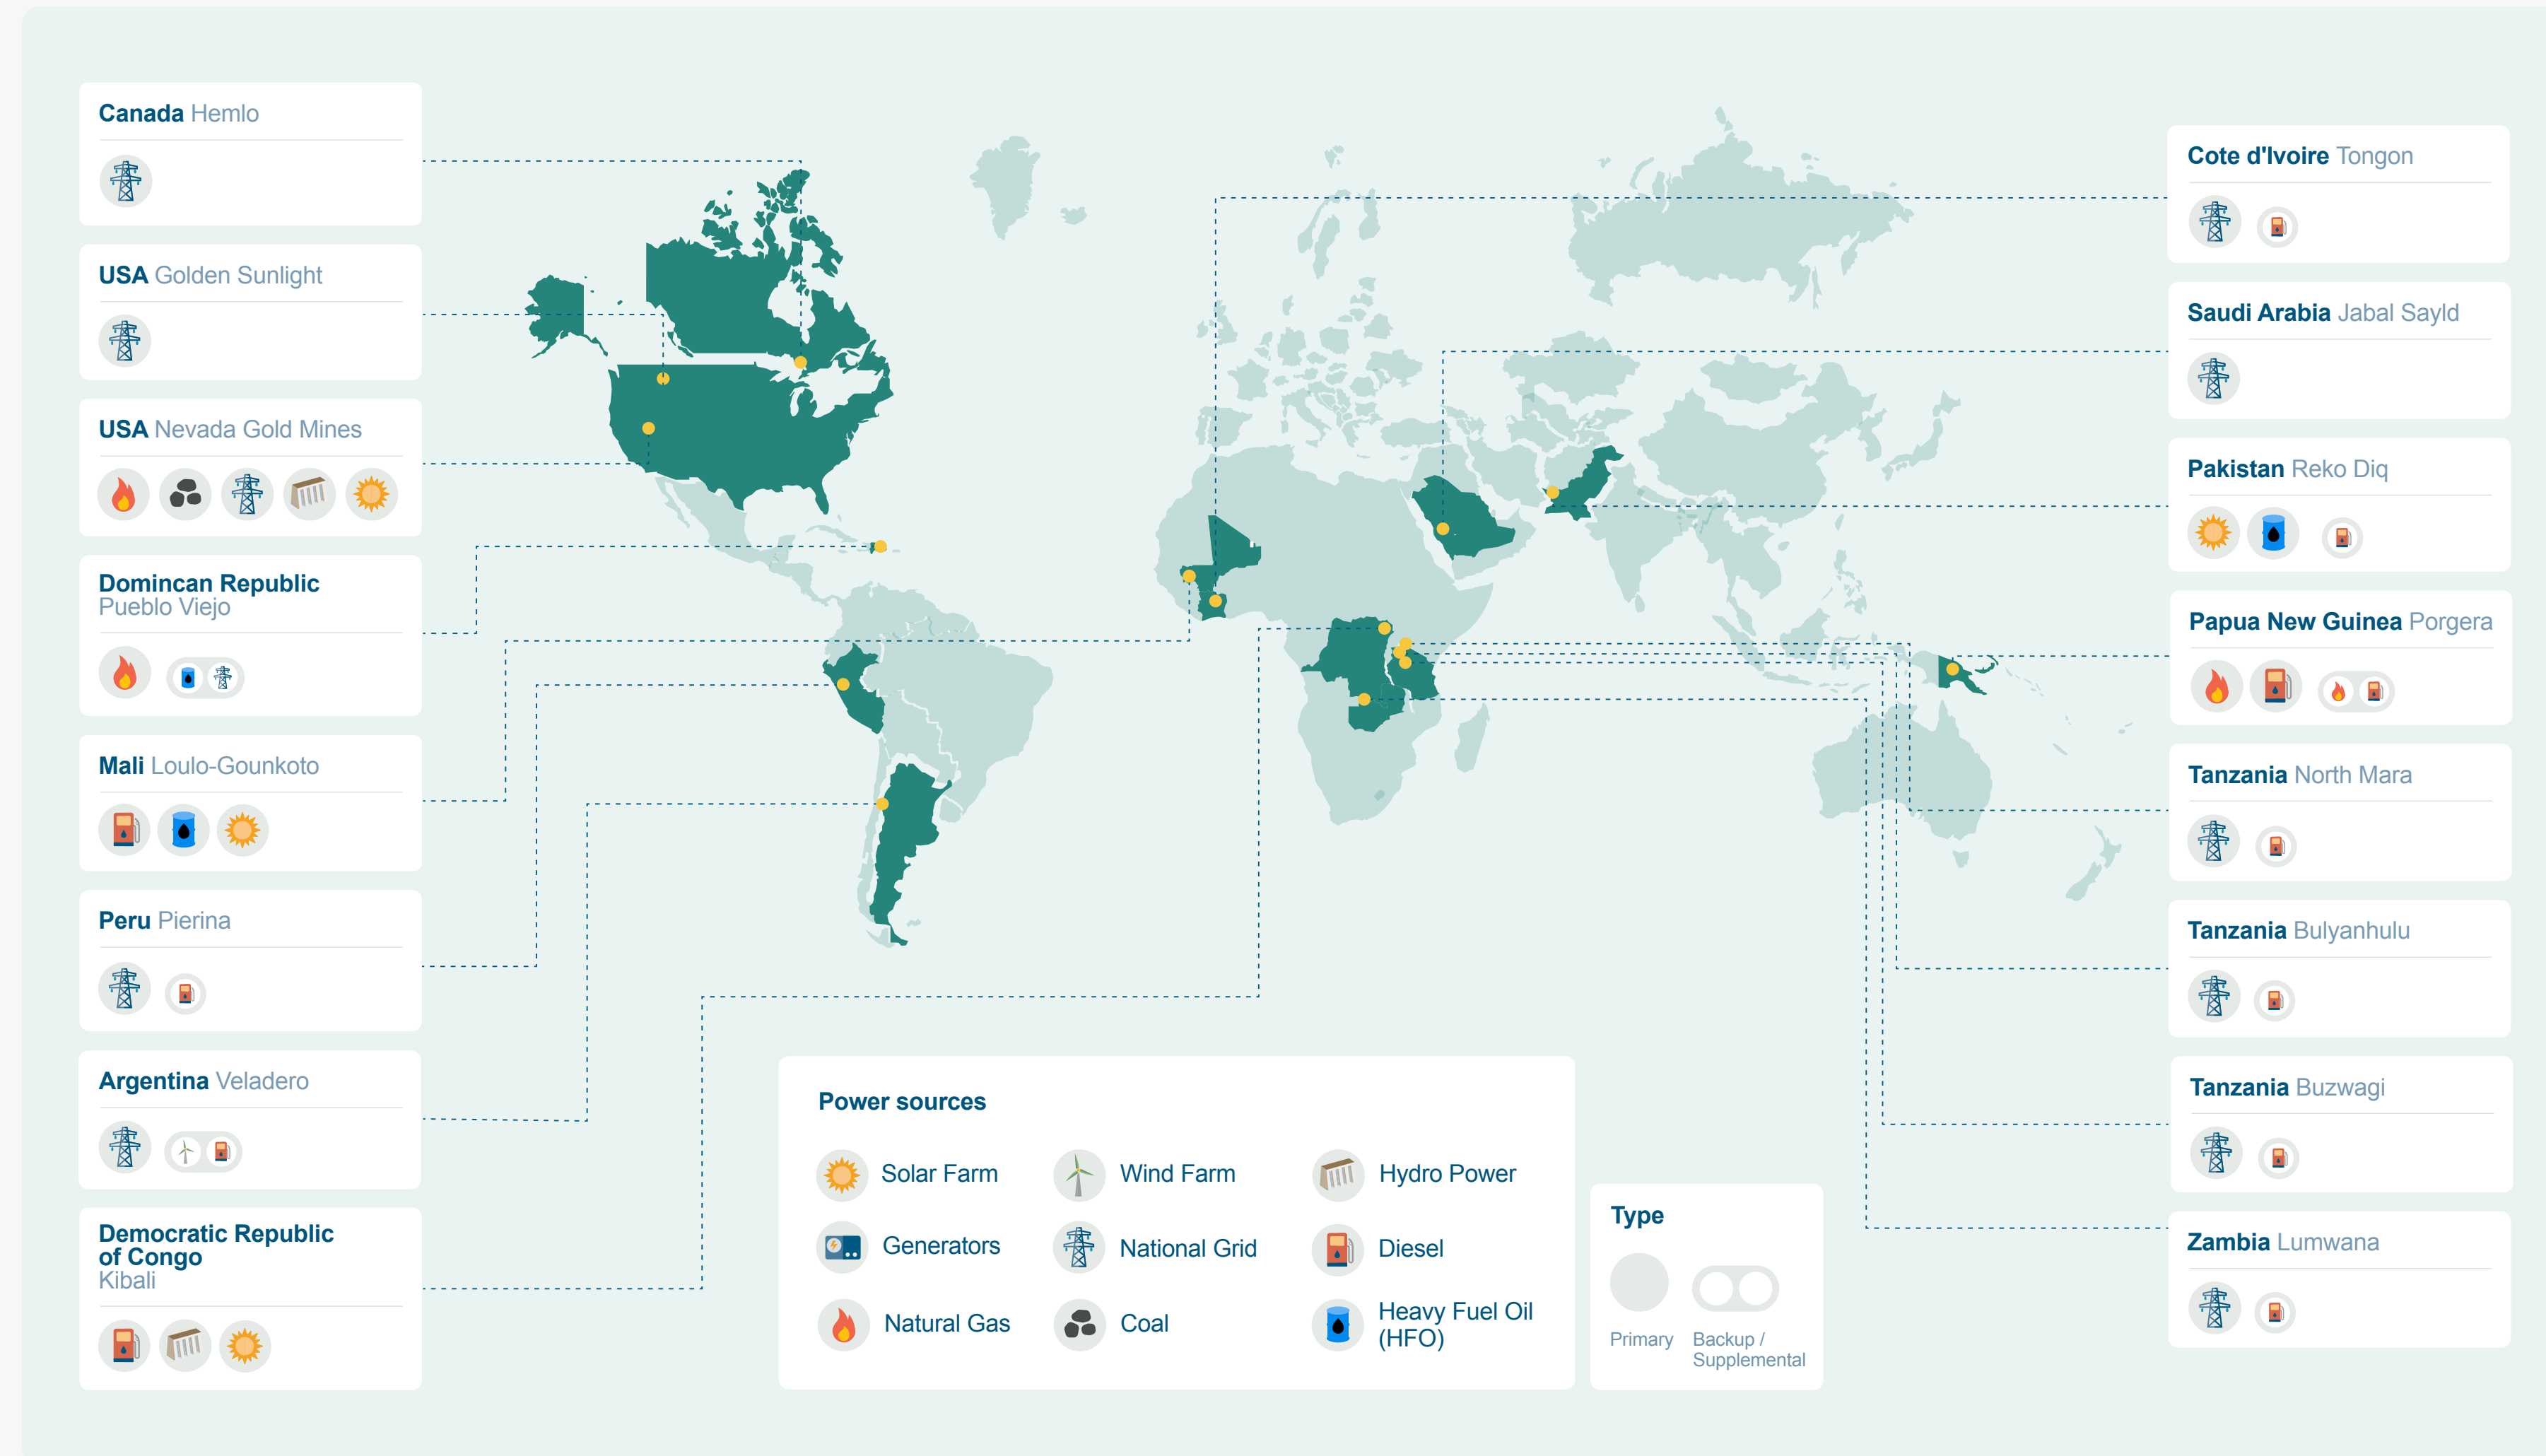 Canada Hemlo
USA Golden Sunlight
USA Nevada Gold Mines
Domincan Republic
Pueblo Viejo
Mali Loulo-Gounkoto
Peru Pierina
Argentina Veladero
Democratic Republic
of Congo
Kibali
Power sources
Solar Farm
Wind Farm
Hydro Power
Generators
National Grid
Diesel
Natural Gas
Coal
Heavy Fuel Oil
(HFO)
Type
Primary
Backup /
Supplemental
Cote d'Ivoire Tongon
Saudi Arabia Jabal Sayld
Pakistan Reko Diq
Papua New Guinea Porgera
Tanzania North Mara
Tanzania Bulyanhulu
Tanzania Buzwagi
Zambia Lumwana